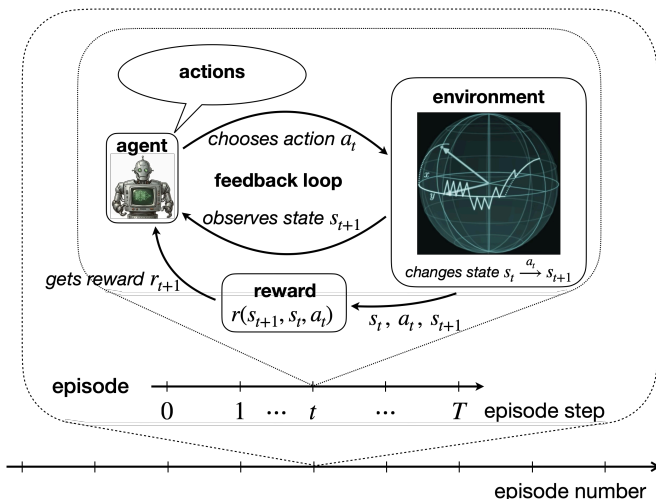 actions
environment
agent
chooses action $a_t$
feedback loop
observes state $s_{t+1}$
x
y
changes state $s_t \xrightarrow{a_t} s_{t+1}$
gets reward $r_{t+1}$
reward
$r(s_{t+1}, s_t, a_t)$
$s_t, a_t, s_{t+1}$
episode
0 1 ... t ... T episode step
episode number